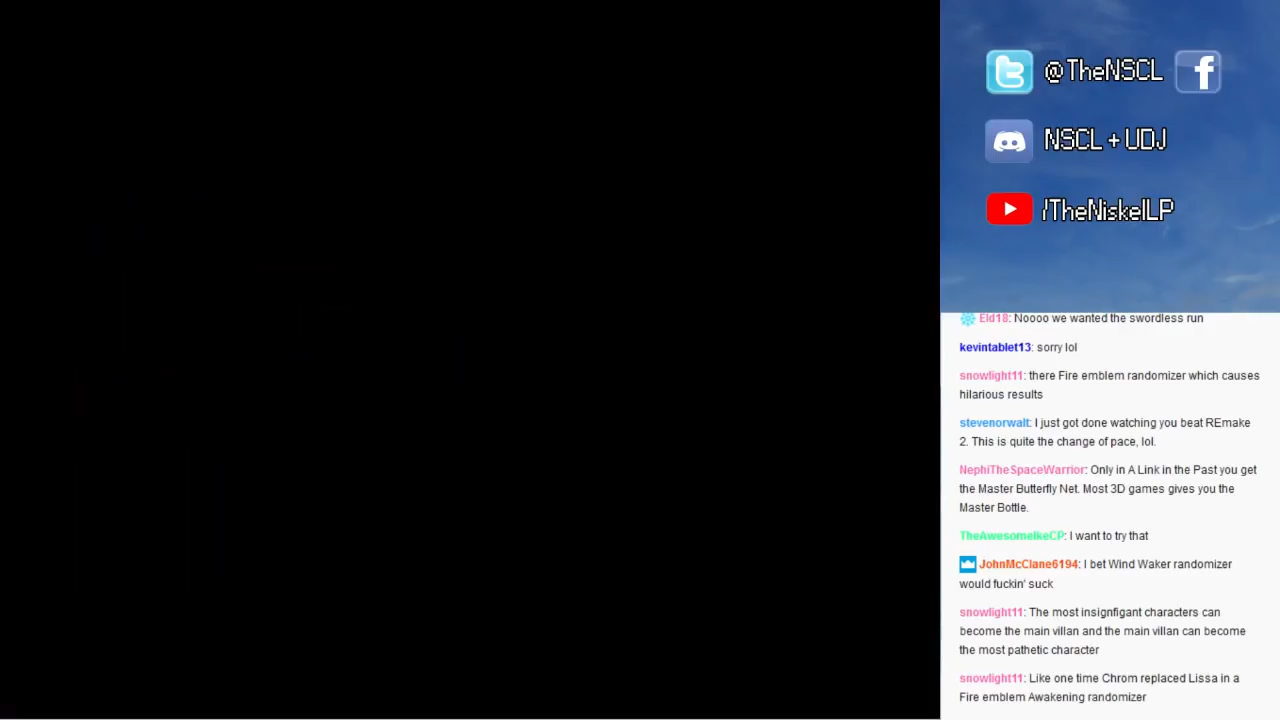 @TheNSCL
NSCL + UDJ
/TheNiskelLP
Eld18: Noooo we wanted the swordless run
kevintablet13: sorry lol
snowlight11: there Fire emblem randomizer which causes
hilarious results
stevenorwalt: I just got done watching you beat REmake
2. This is quite the change of pace, lol.
NephiTheSpaceWarrior: Only in A Link in the Past you get
the Master Butterfly Net. Most 3D games gives you the
Master Bottle.
TheAwesomeIkeCP: I want to try that
JohnMcClane6194: I bet Wind Waker randomizer
would fuckin' suck
snowlight11: The most insignfigant characters can
become the main villan and the main villan can become
the most pathetic character
snowlight11: Like one time Chrom replaced Lissa in a
Fire emblem Awakening randomizer